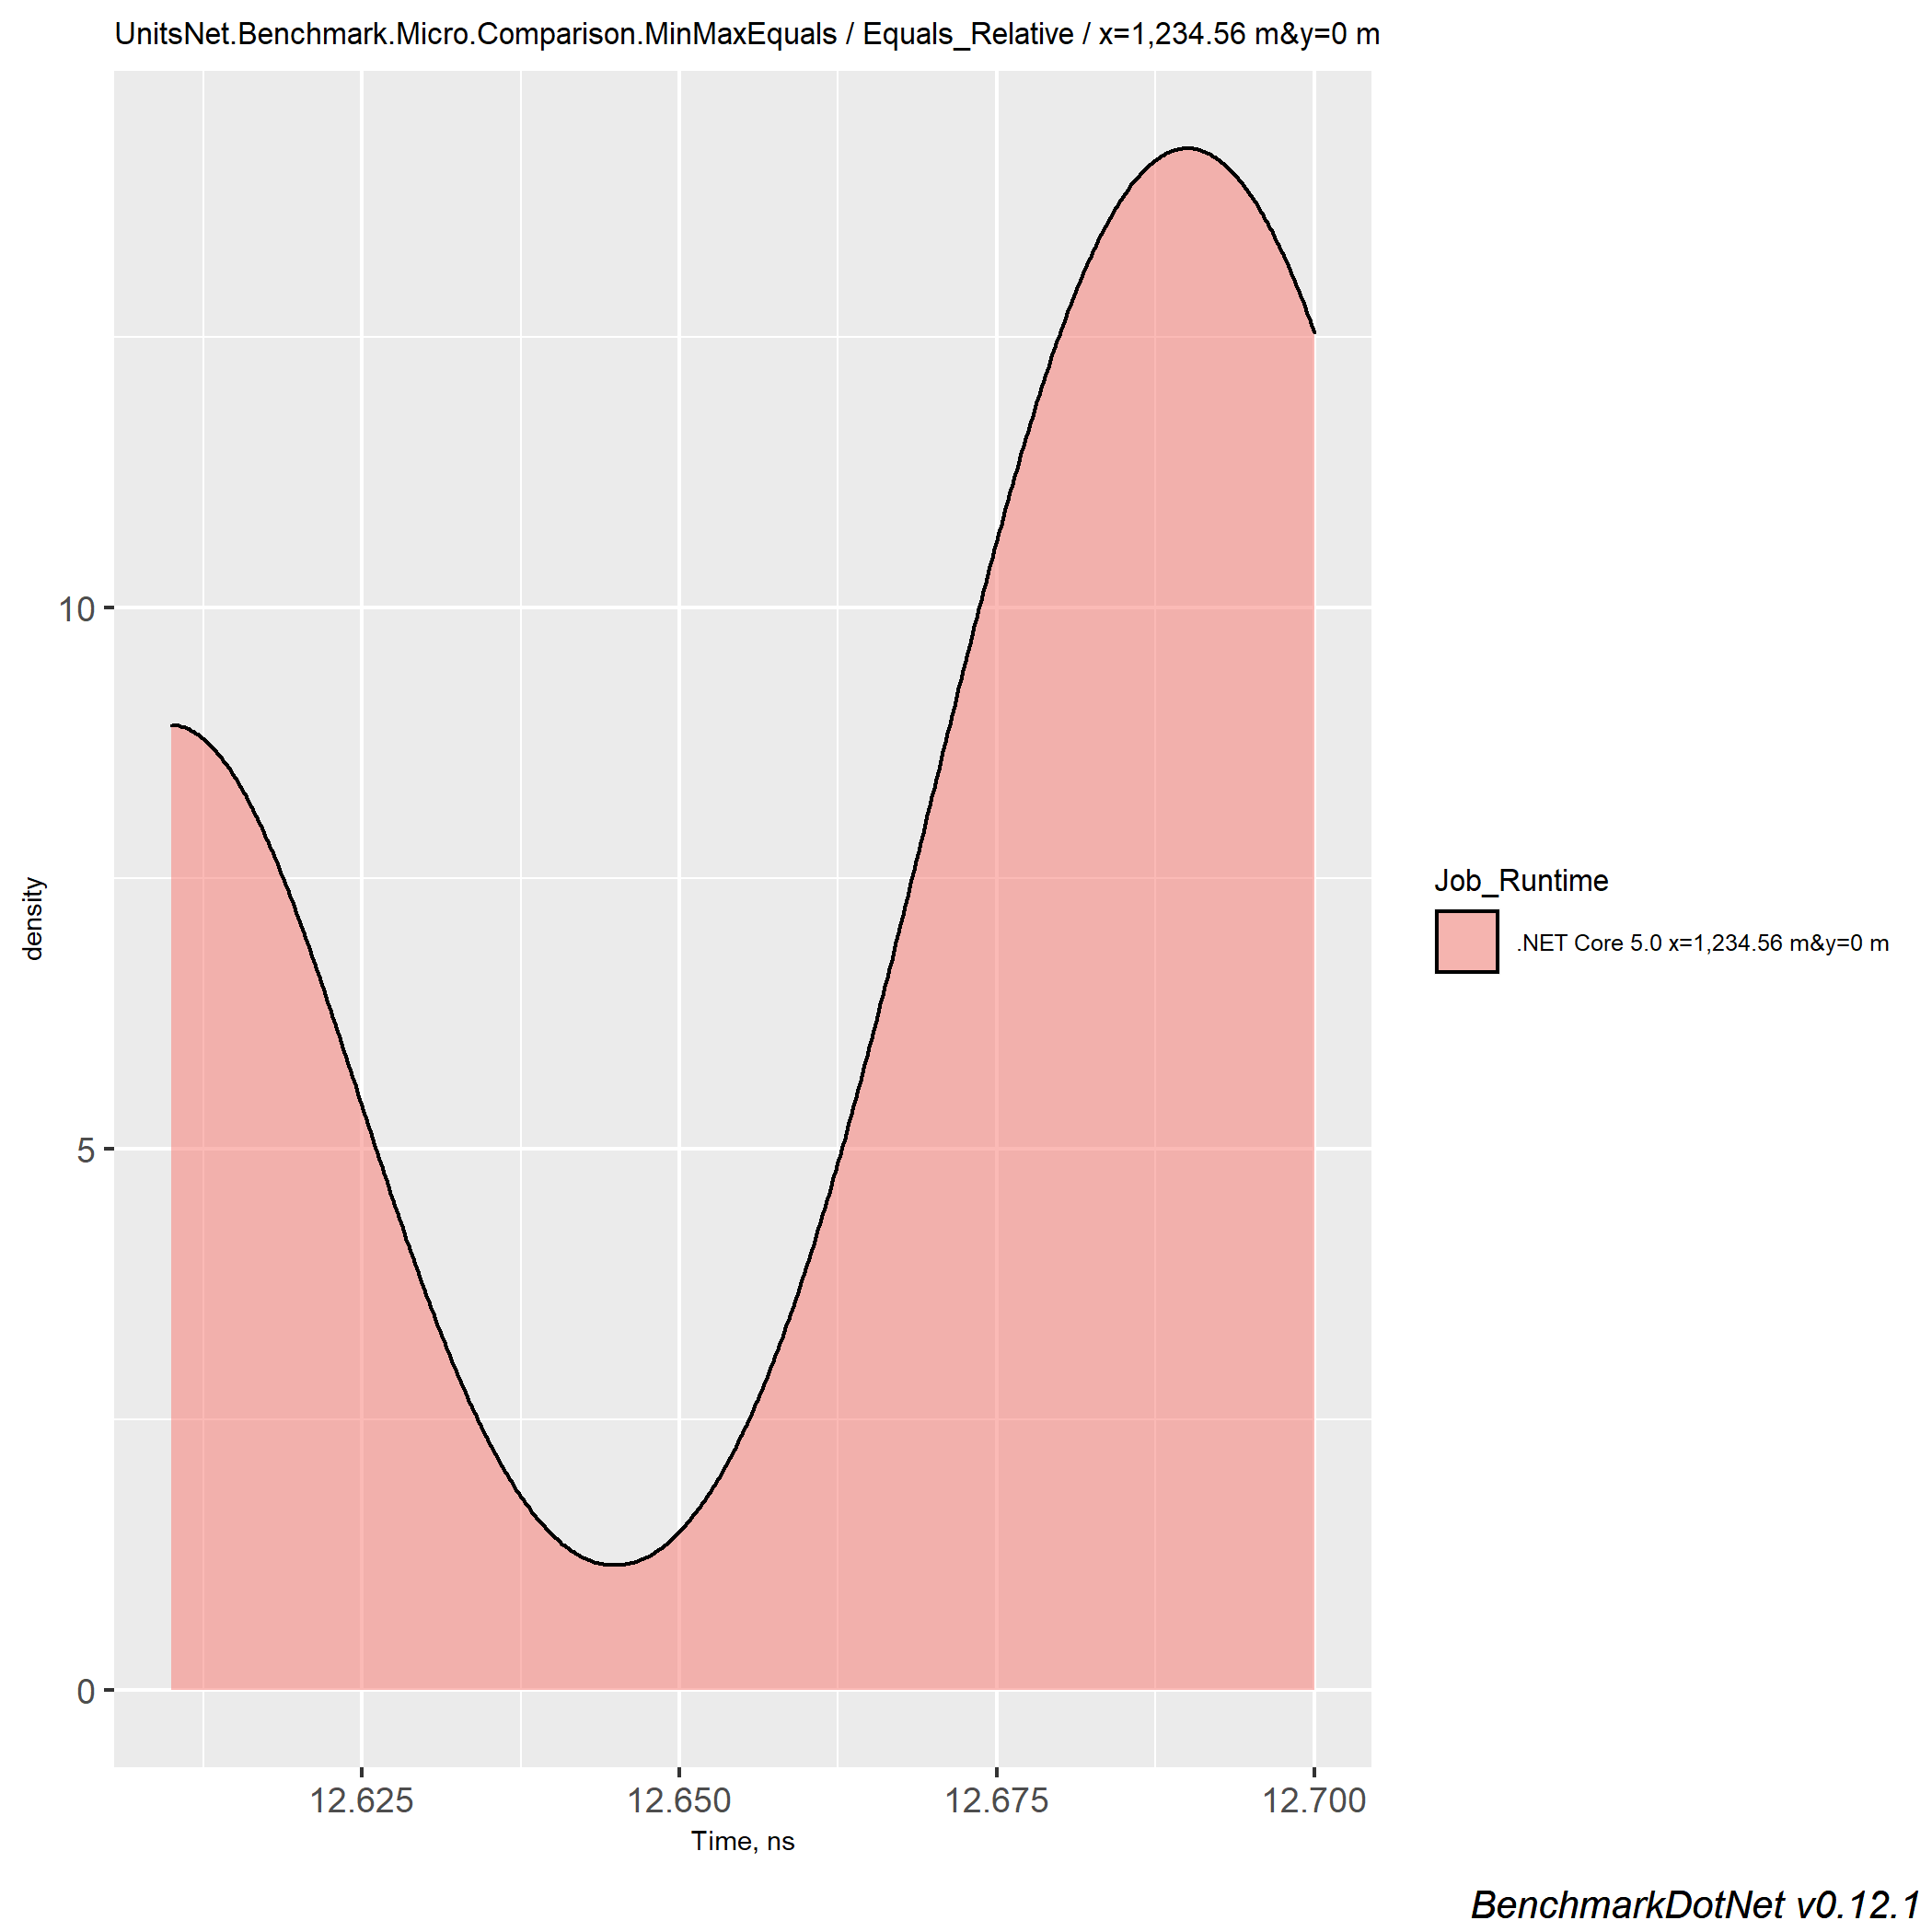 UnitsNet.Benchmark.Micro.Comparison.MinMaxEquals / Equals_Relative / x=1,234.56 m&y=0 m
10
5
0
density
12.625 12.650 12.675 12.700
Time, ns
Job_Runtime
.NET Core 5.0 x=1,234.56 m&y=0 m
BenchmarkDotNet v0.12.1